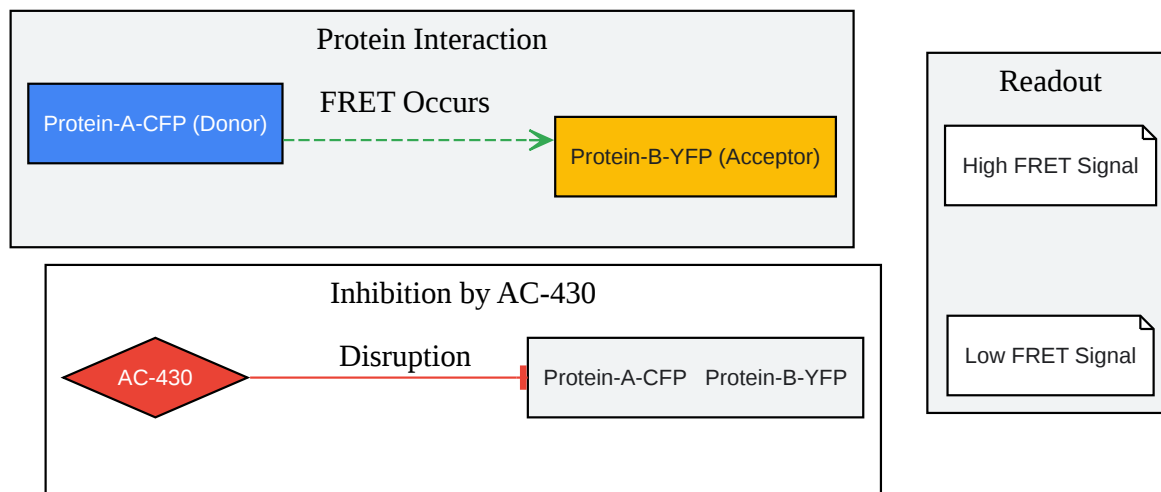 Protein Interaction
FRET Occurs
Protein-A-CFP (Donor)
Protein-B-YFP (Acceptor)
Inhibition by AC-430
Disruption
AC-430
Protein-A-CFP Protein-B-YFP
Readout
High FRET Signal
Low FRET Signal